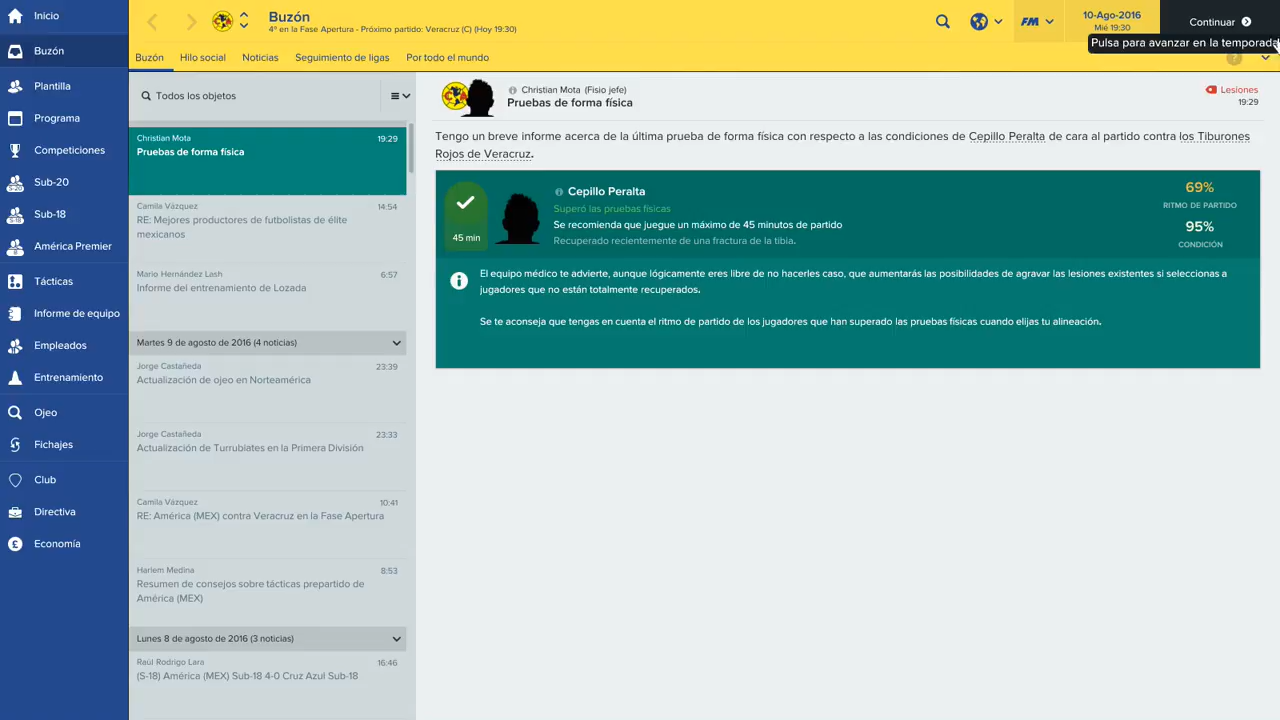 Inicio
Buzón
Plantilla
Programa
Competiciones
Sub-20
Sub-18
América Premier
Tácticas
Informe de equipo
Empleados
Entrenamiento
Ojeo
Fichajes
Club
Directiva
Economía
Buzón
4º en la Fase Apertura - Próximo partido: Veracruz (C) (Hoy 19:30)
FM
10-Ago-2016
Mié 19:30
Continuar
Pulsa para avanzar en la temporada
Buzón Hilo social Noticias Seguimiento de ligas Por todo el mundo
?
Todos los objetos
Christian Mota 19:29
Pruebas de forma física
Camila Vázquez 14:54
RE: Mejores productores de futbolistas de élite
mexicanos
Mario Hernández Lash 6:57
Informe del entrenamiento de Lozada
Martes 9 de agosto de 2016 (4 noticias)
Jorge Castañeda 23:39
Actualización de ojeo en Norteamérica
Jorge Castañeda 23:33
Actualización de Turrubiates en la Primera División
Camila Vázquez 10:41
RE: América (MEX) contra Veracruz en la Fase Apertura
Harlem Medina 8:53
Resumen de consejos sobre tácticas prepartido de
América (MEX)
Lunes 8 de agosto de 2016 (3 noticias)
Raúl Rodrigo Lara 16:46
(S-18) América (MEX) Sub-18 4-0 Cruz Azul Sub-18
Christian Mota (Fisio jefe)
Pruebas de forma física
Lesiones
19:29
Tengo un breve informe acerca de la última prueba de forma física con respecto a las condiciones de Cepillo Peralta de cara al partido contra los Tiburones
Rojos de Veracruz.
45 min
Cepillo Peralta
Superó las pruebas físicas
Se recomienda que juegue un máximo de 45 minutos de partido
Recuperado recientemente de una fractura de la tibia.
69%
RITMO DE PARTIDO
95%
CONDICIÓN
El equipo médico te advierte, aunque lógicamente eres libre de no hacerles caso, que aumentarás las posibilidades de agravar las lesiones existentes si seleccionas a
jugadores que no están totalmente recuperados.
Se te aconseja que tengas en cuenta el ritmo de partido de los jugadores que han superado las pruebas físicas cuando elijas tu alineación.